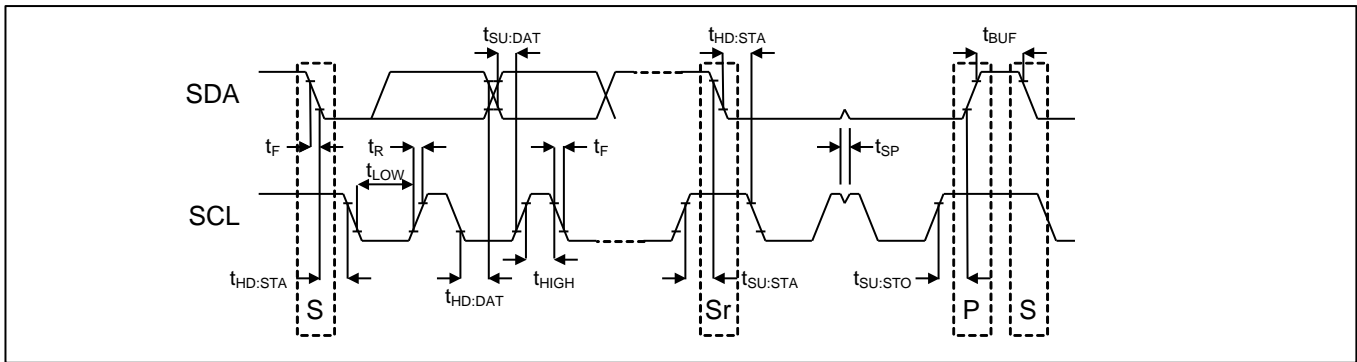 tSU:DAT
tHD:STA
tBUF
SDA
tF
tR
tF
tSP
tLOW
SCL
tHD:STA
tHD:DAT
tHIGH
tSU:STA
tSU:STO
S
Sr
P
S